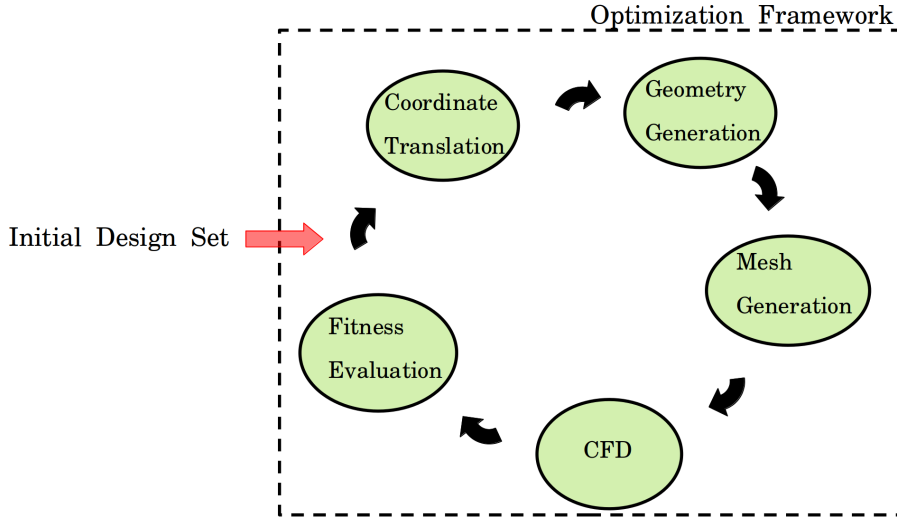 Optimization Framework
Coordinate
Translation
Geometry
Generation
Initial Design Set
Mesh
Generation
Fitness
Evaluation
CFD